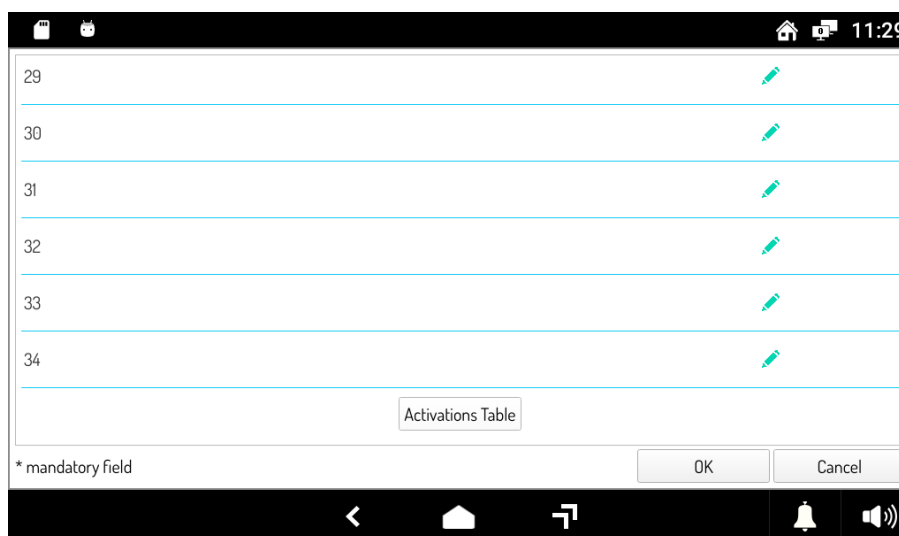 11:29
29
30
31
32
33
34
Activations Table
* mandatory field
OK
Cancel